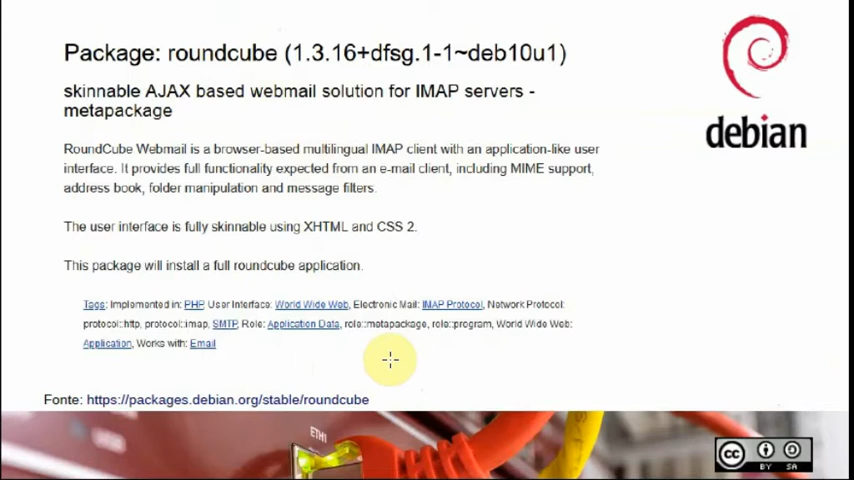 Package: roundcube (1.3.16+dfsg.1-1~deb10u1)
skinnable AJAX based webmail solution for IMAP servers -
metapackage
RoundCube Webmail is a browser-based multilingual IMAP client with an application-like user
interface. It provides full functionality expected from an e-mail client, including MIME support,
address book, folder manipulation and message filters.
The user interface is fully skinnable using XHTML and CSS 2.
This package will install a full roundcube application.
Tags: Implemented in: PHP, User Interface: World Wide Web, Electronic Mail: IMAP Protocol, Network Protocol:
protocol::http, protocol::imap, SMTP, Role: Application Data, role::metapackage, role::program, World Wide Web:
Application, Works with: Email
debian
Fonte: https://packages.debian.org/stable/roundcube
ETH1
cc
BY SA